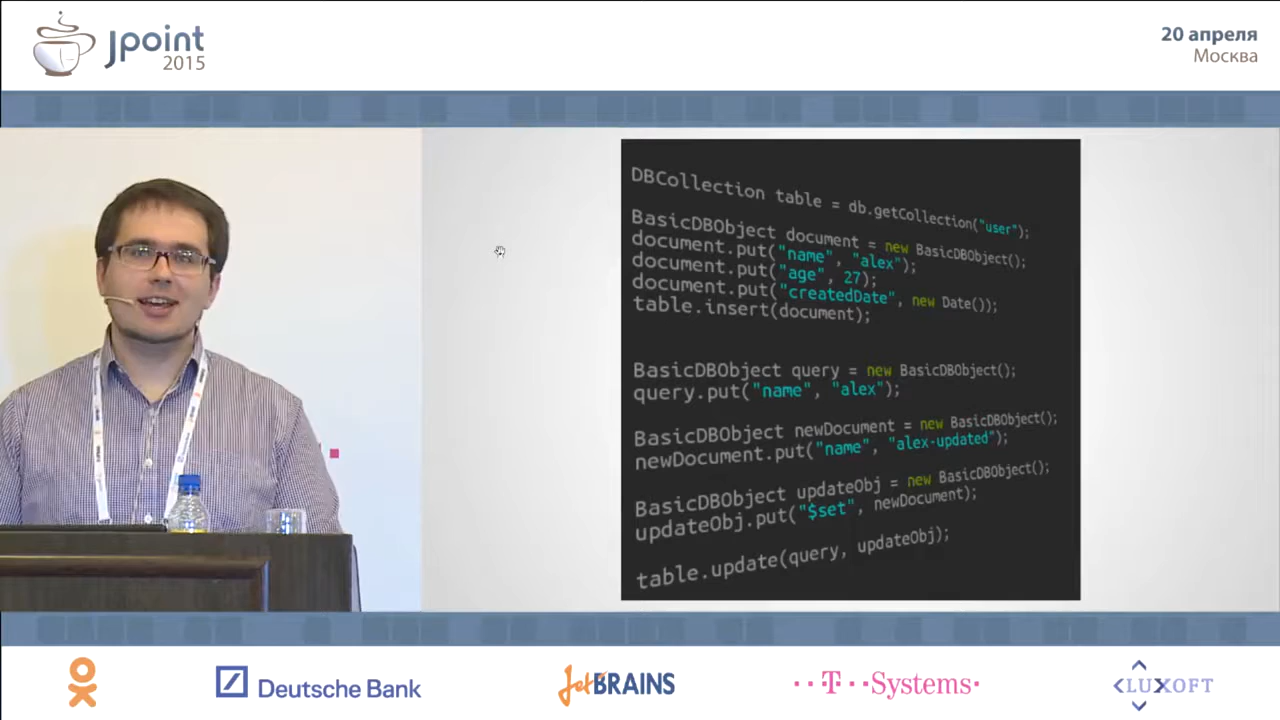 Jpoint
2015
20 апреля
Москва
DBCollection table = db.getCollection("user");
BasicDBObject document = new BasicDBObject();
document.put("name", "alex");
document.put("age", 27);
document.put("createdDate", new Date());
table.insert(document);
BasicDBObject query = new BasicDBObject();
query.put("name", "alex");
BasicDBObject newDocument = new BasicDBObject();
newDocument.put("name", "alex-updated");
BasicDBObject updateObj = new BasicDBObject();
updateObj.put("$set", newDocument);
table.update(query, updateObj);
Deutsche Bank
JetBRAINS
··T··Systems·
LUXOFT